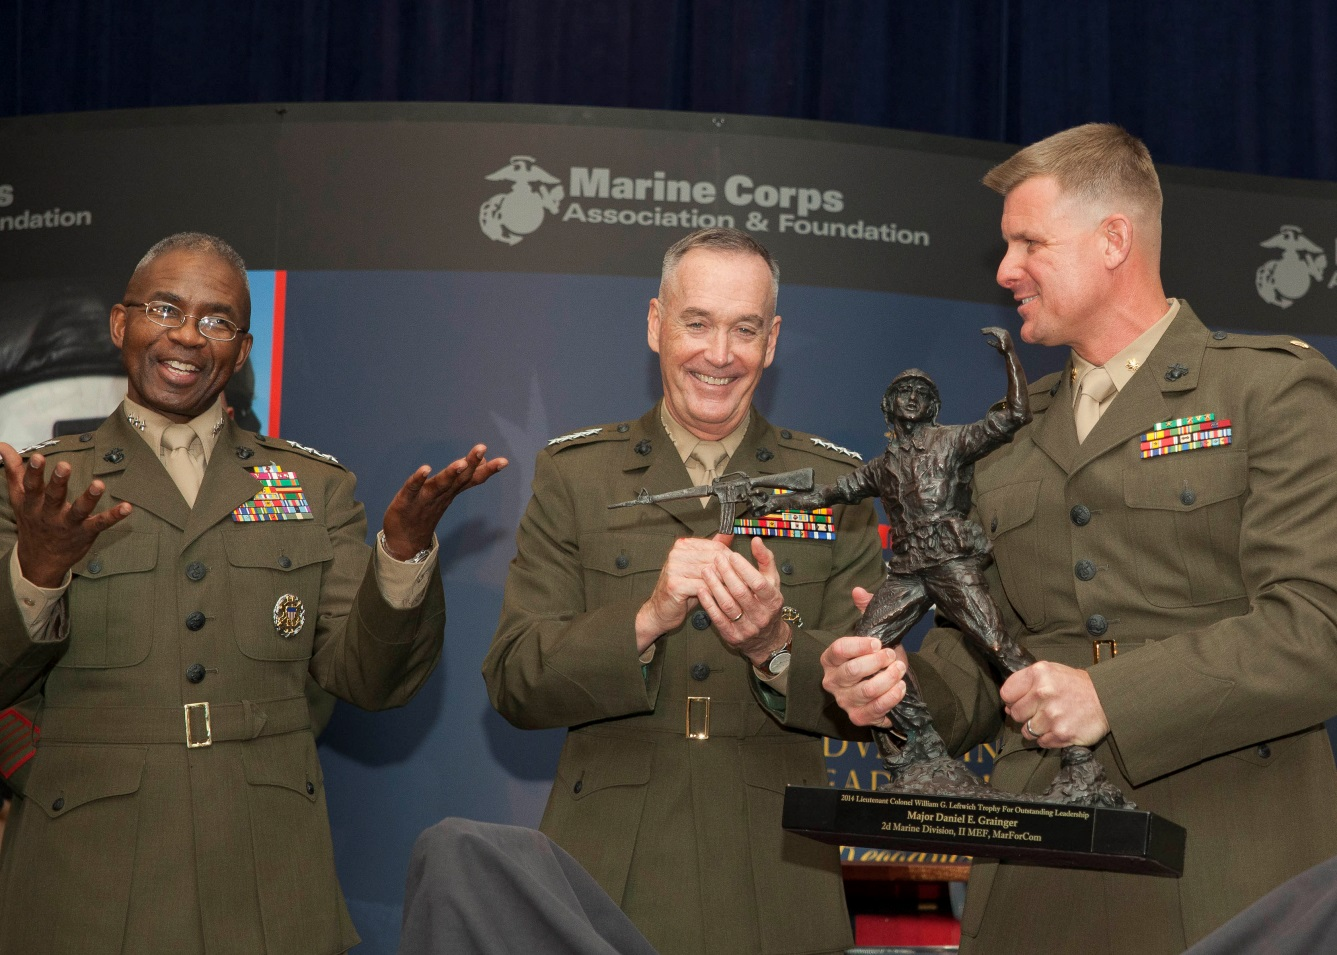 s
ndation
Marine Corps
Association & Foundation
2014 Lieutenant Colonel William G. Leftwich Trophy For Outstanding Leadership
Major Daniel E. Grainger
2d Marine Division, II MEF, MarForCom